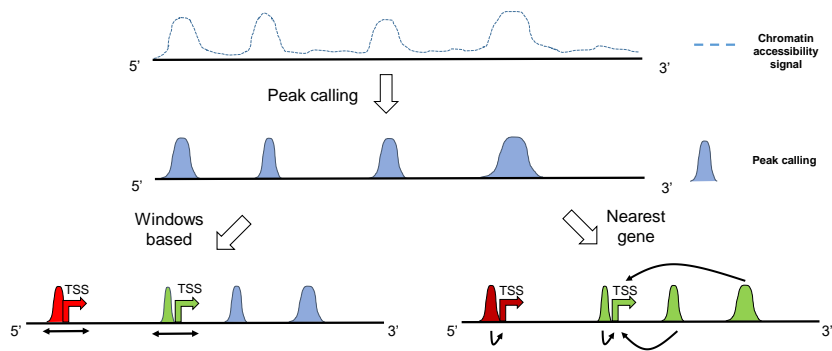 Chromatin
accessibility
signal
5’
3’
Peak calling
Peak calling
5’
3’
Windows
based
Nearest
gene
TSS
TSS
TSS
TSS
5’
3’
5’
3’